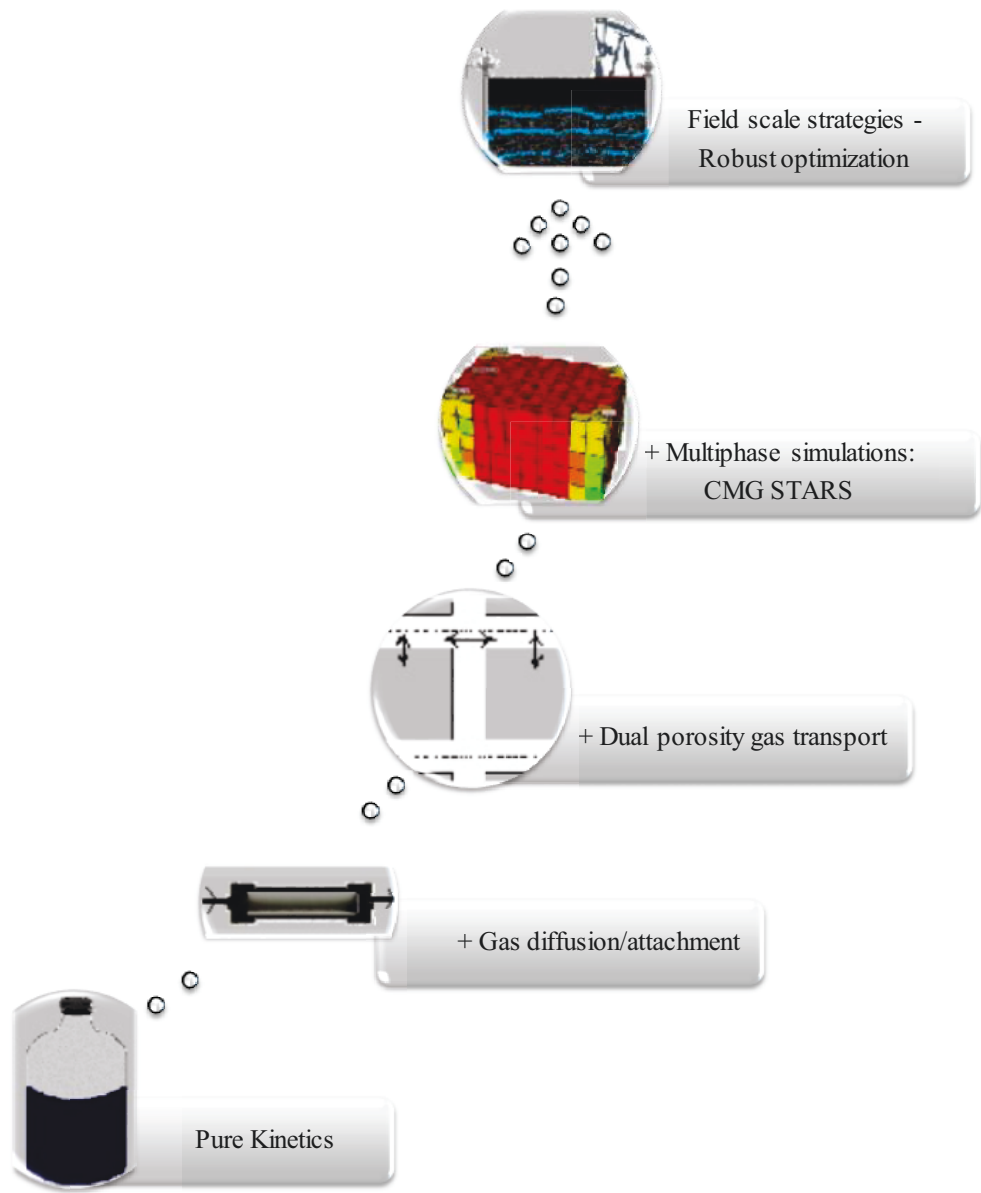 Field scale strategies -
Robust optimization
+ Multiphase simulations:
CMG STARS
+ Dual porosity gas transport
+ Gas diffusion/attachment
Pure Kinetics